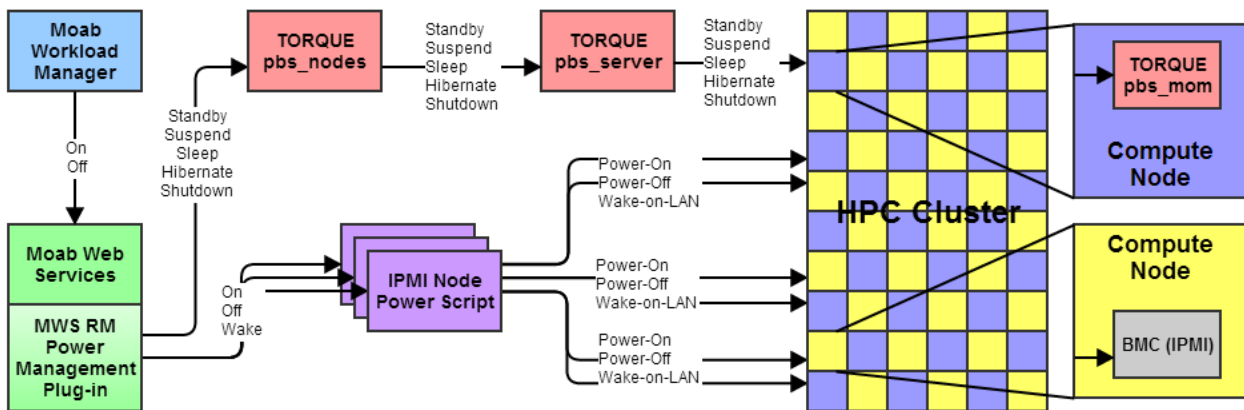 Moab
Workload
Manager
On
Off
Moab Web
Services
MWS RM
Power
Management
Plug-in
Standby
Suspend
Sleep
Hibernate
Shutdown
TORQUE
pbs_nodes
Standby
Suspend
Sleep
Hibernate
Shutdown
TORQUE
pbs_server
Standby
Suspend
Sleep
Hibernate
Shutdown
On
Off
Wake
IPMI Node
Power Script
Power-On
Power-Off
Wake-on-LAN
Power-On
Power-Off
Wake-on-LAN
Power-On
Power-Off
Wake-on-LAN
HPC Cluster
TORQUE
pbs_mom
Compute
Node
Compute
Node
BMC (IPMI)